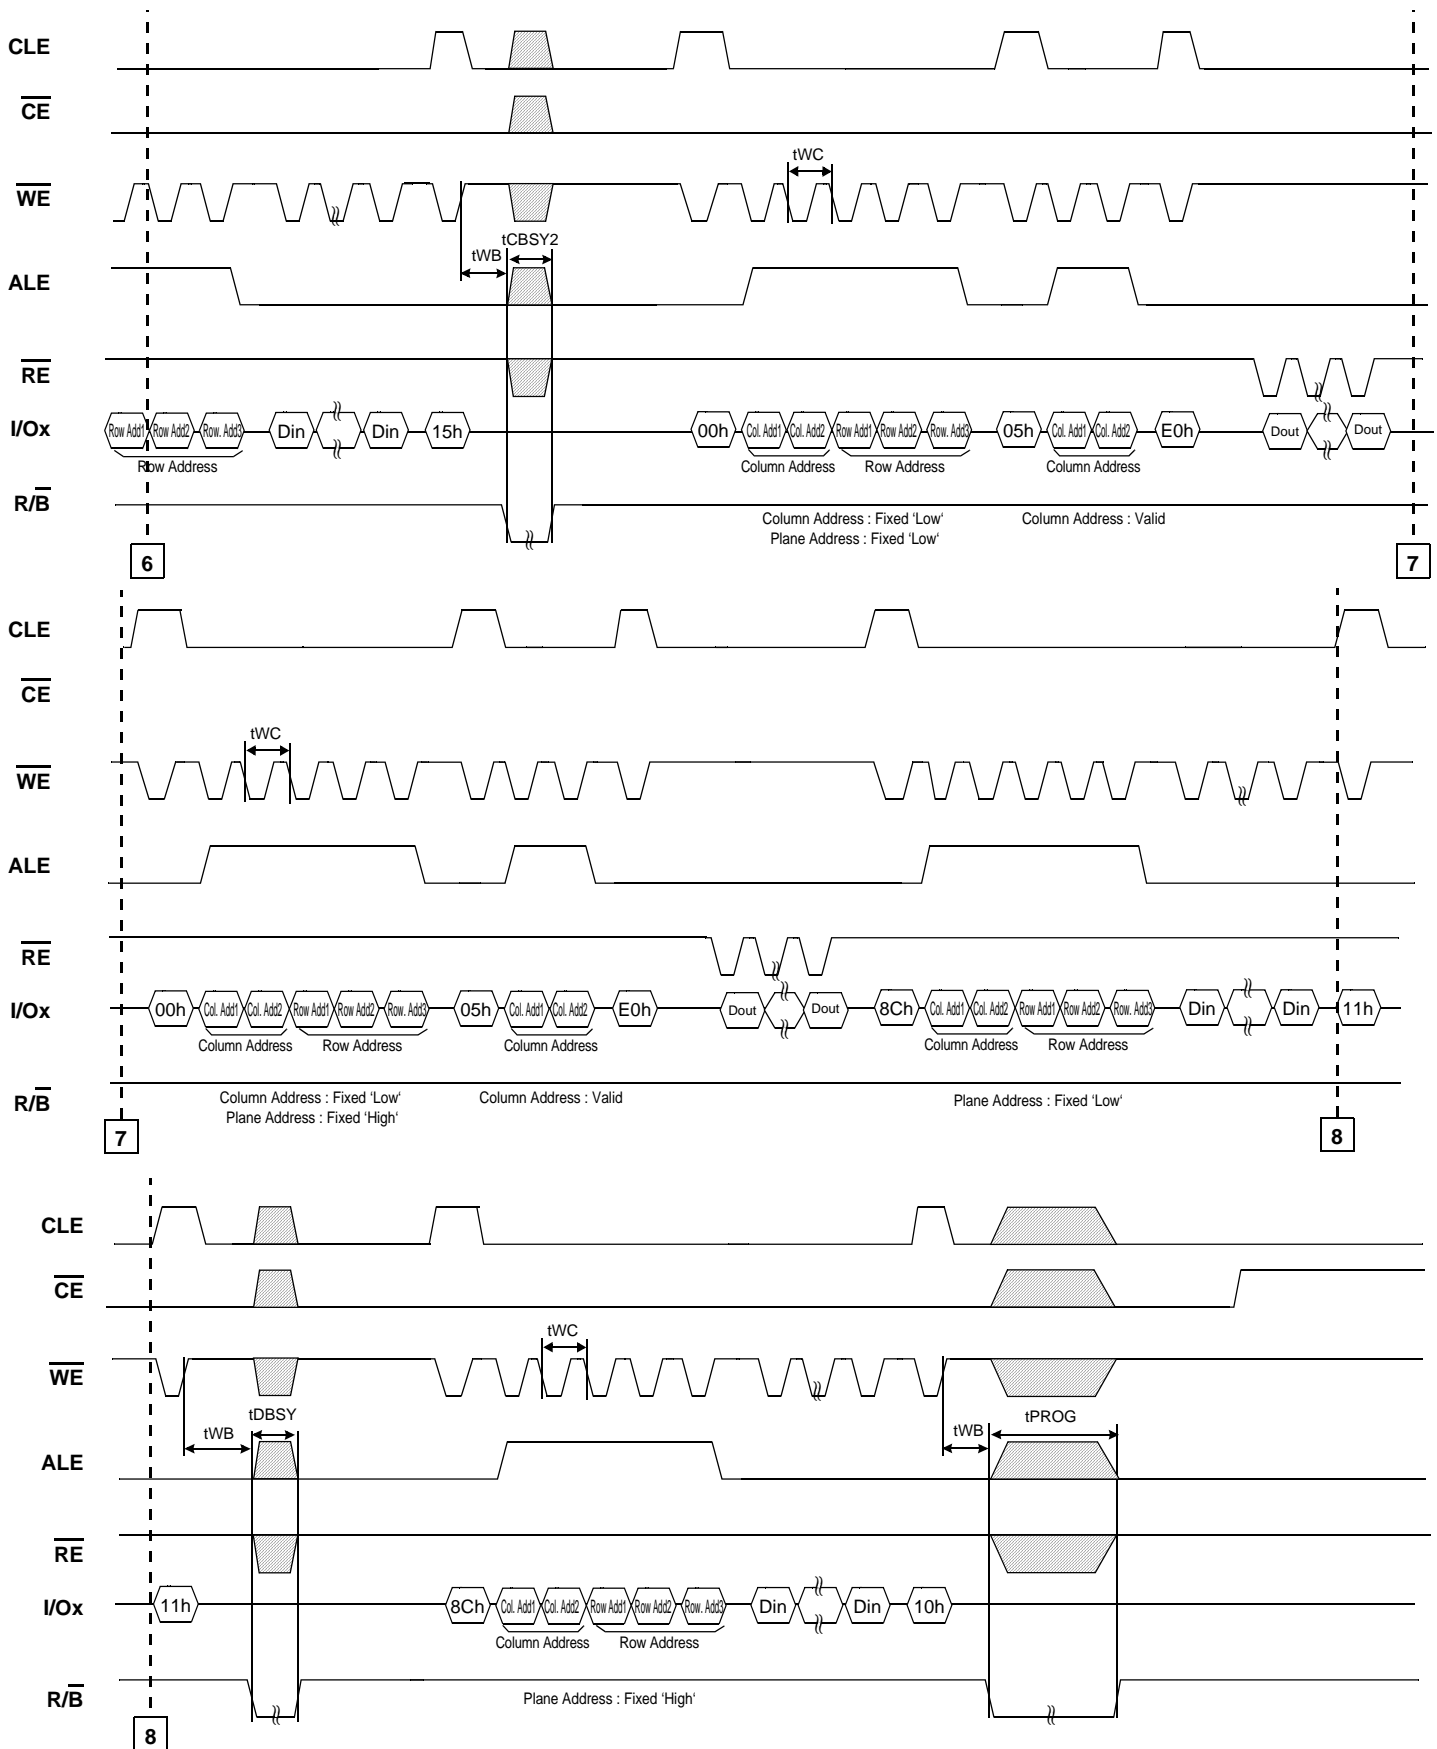 CLE
CE
tWC
WE
tCBSY2
tWB
ALE
RE
I/Ox Row Add1 Row Add2 Row. Add3 Din Din 15h 00h Col. Add1 Col. Add2 Row Add1 Row Add2 Row. Add3 05h Col. Add1 Col. Add2 E0h Dout Dout
Row Address Column Address Row Address Column Address
R/B
Column Address : Fixed ‘Low‘ Column Address : Valid
Plane Address : Fixed ‘Low‘
6 7
CLE
CE
tWC
WE
ALE
RE
I/Ox 00h Col. Add1 Col. Add2 Row Add1 Row Add2 Row. Add3 05h Col. Add1 Col. Add2 E0h Dout Dout 8Ch Col. Add1 Col. Add2 Row Add1 Row Add2 Row. Add3 Din Din 11h
Column Address Row Address Column Address Column Address Row Address
R/B
Column Address : Fixed ‘Low‘ Column Address : Valid Plane Address : Fixed ‘Low‘
Plane Address : Fixed ‘High‘
7 8
CLE
CE
tWC
WE
tDBSY tPROG
tWB tWB
ALE
RE
I/Ox 11h 8Ch Col. Add1 Col. Add2 Row Add1 Row Add2 Row. Add3 Din Din 10h
Column Address Row Address
R/B Plane Address : Fixed ‘High‘
8